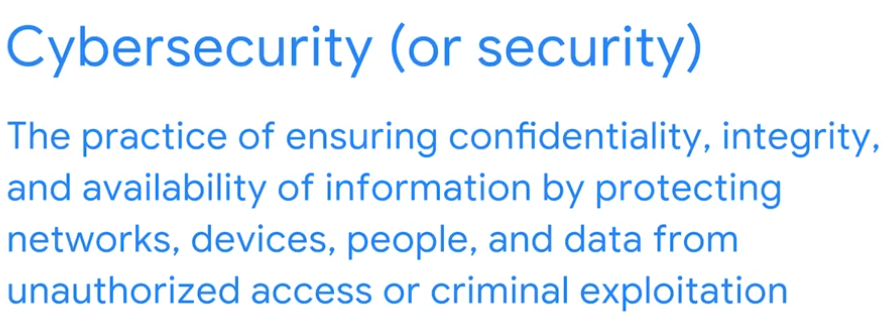 Cybersecurity (or security)
The practice of ensuring confidentiality, integrity,
and availability of information by protecting
networks, devices, people, and data from
unauthorized access or criminal exploitation